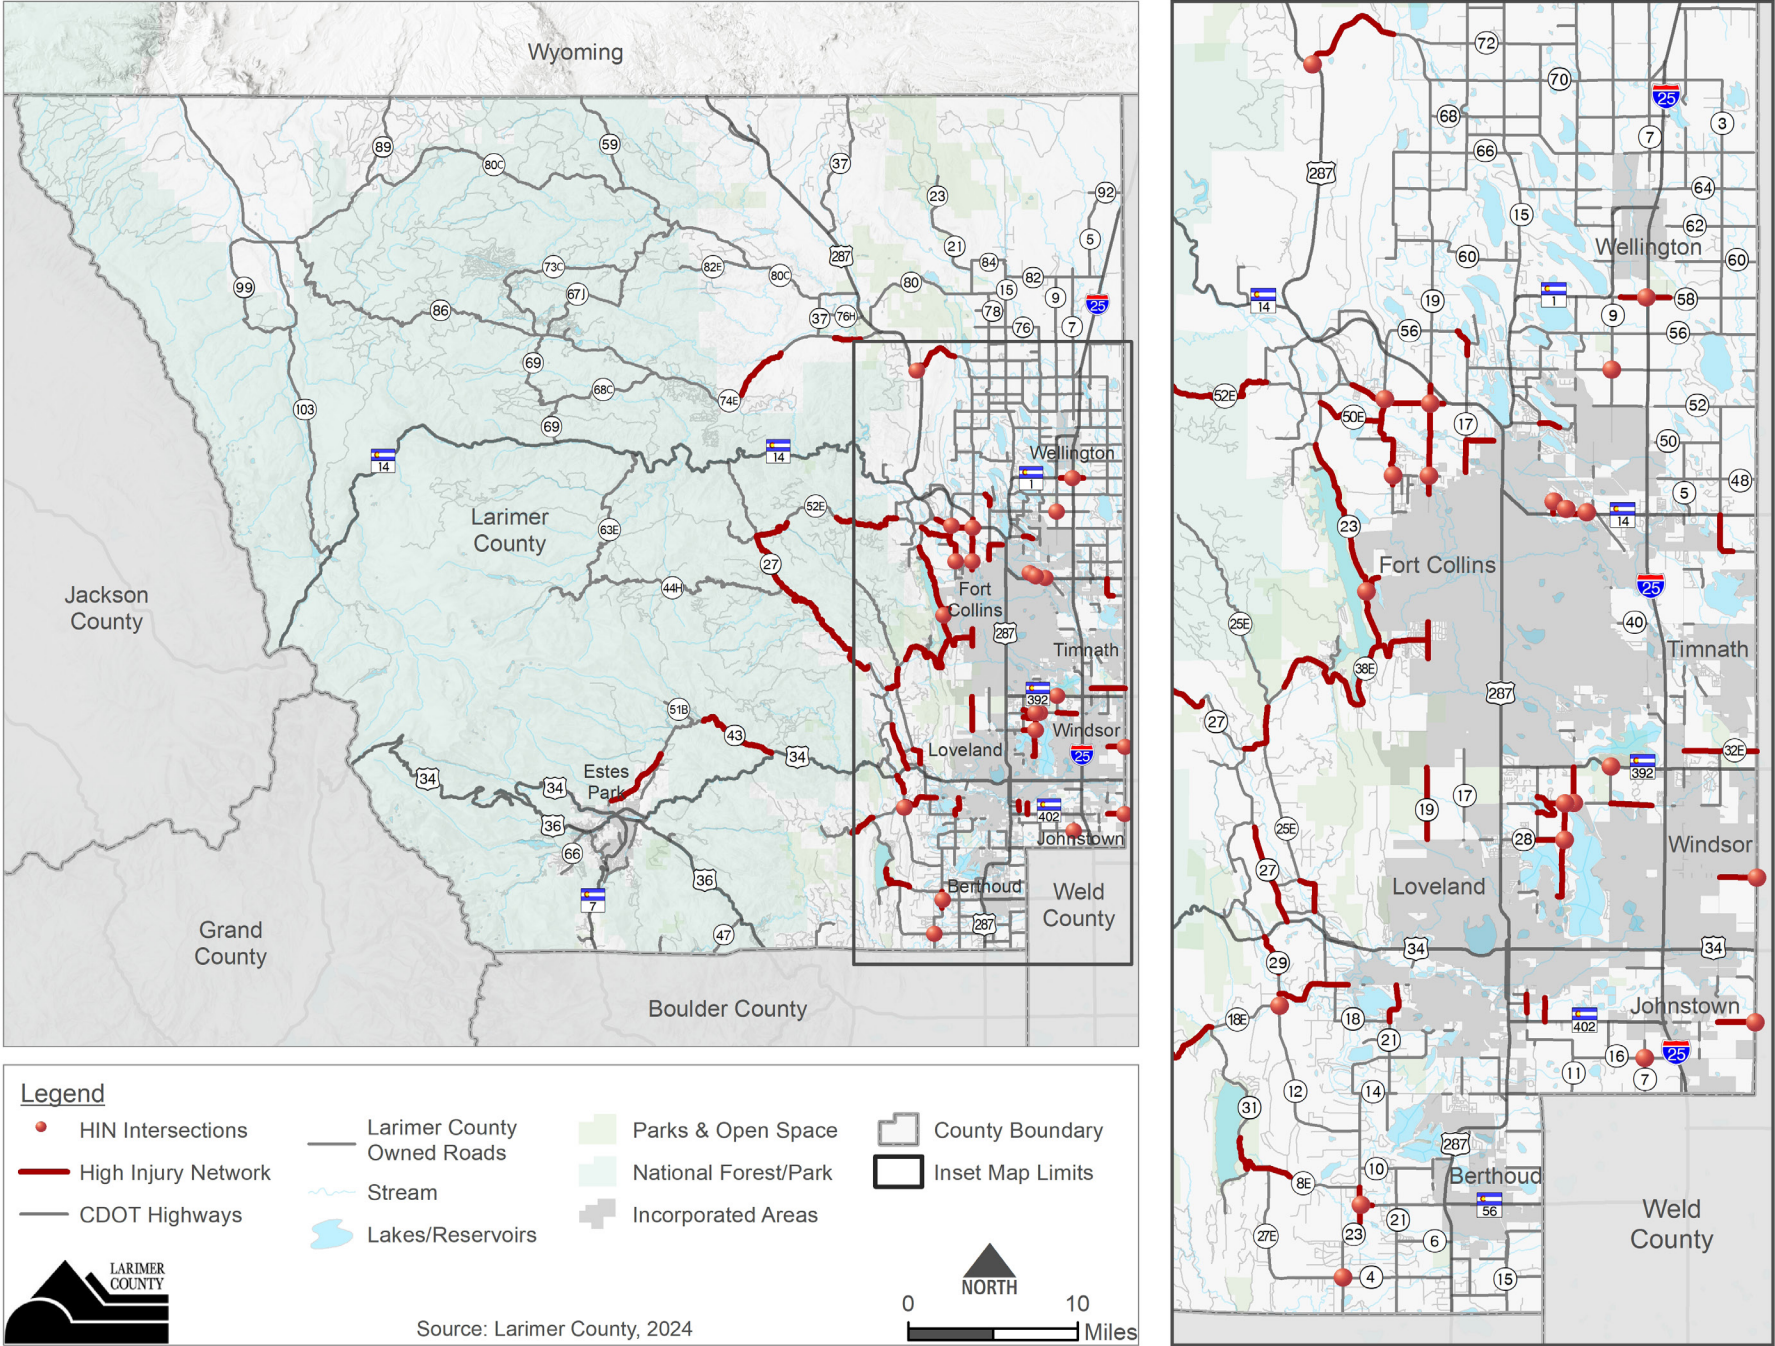 Wyoming
89
80C
59
37
23
92
21
5
287
84
82
73C
82E
80C
80
99
67J
15
9
25
86
37
76H
78
76
7
69
68C
74E
103
69
14
14
Wellington
1
52E
Larimer
County
63E
27
44H
Fort
Collins
Jackson
County
287
Timnath
392
51B
43
Windsor
34
Loveland
25
Estes
Park
34
34
36
402
Johnstown
66
36
Berthoud
Weld
County
7
287
Grand
County
47
Boulder County
72
70
25
68
7
3
66
287
64
15
62
Wellington
60
60
14
19
1
58
9
56
56
52E
52
50E
17
50
48
5
14
23
Fort Collins
25
25E
40
Timnath
38E
287
27
32E
392
19
17
25E
28
Windsor
27
Loveland
34
34
29
Johnstown
18E
18
402
21
16
25
11
7
12
14
31
287
10
Berthoud
8E
56
21
23
27E
6
Weld
County
4
15
Legend
HIN Intersections
High Injury Network
CDOT Highways
Larimer County
Owned Roads
Stream
Lakes/Reservoirs
Parks & Open Space
National Forest/Park
Incorporated Areas
County Boundary
Inset Map Limits
LARIMER
COUNTY
Source: Larimer County, 2024
NORTH
0 10
Miles